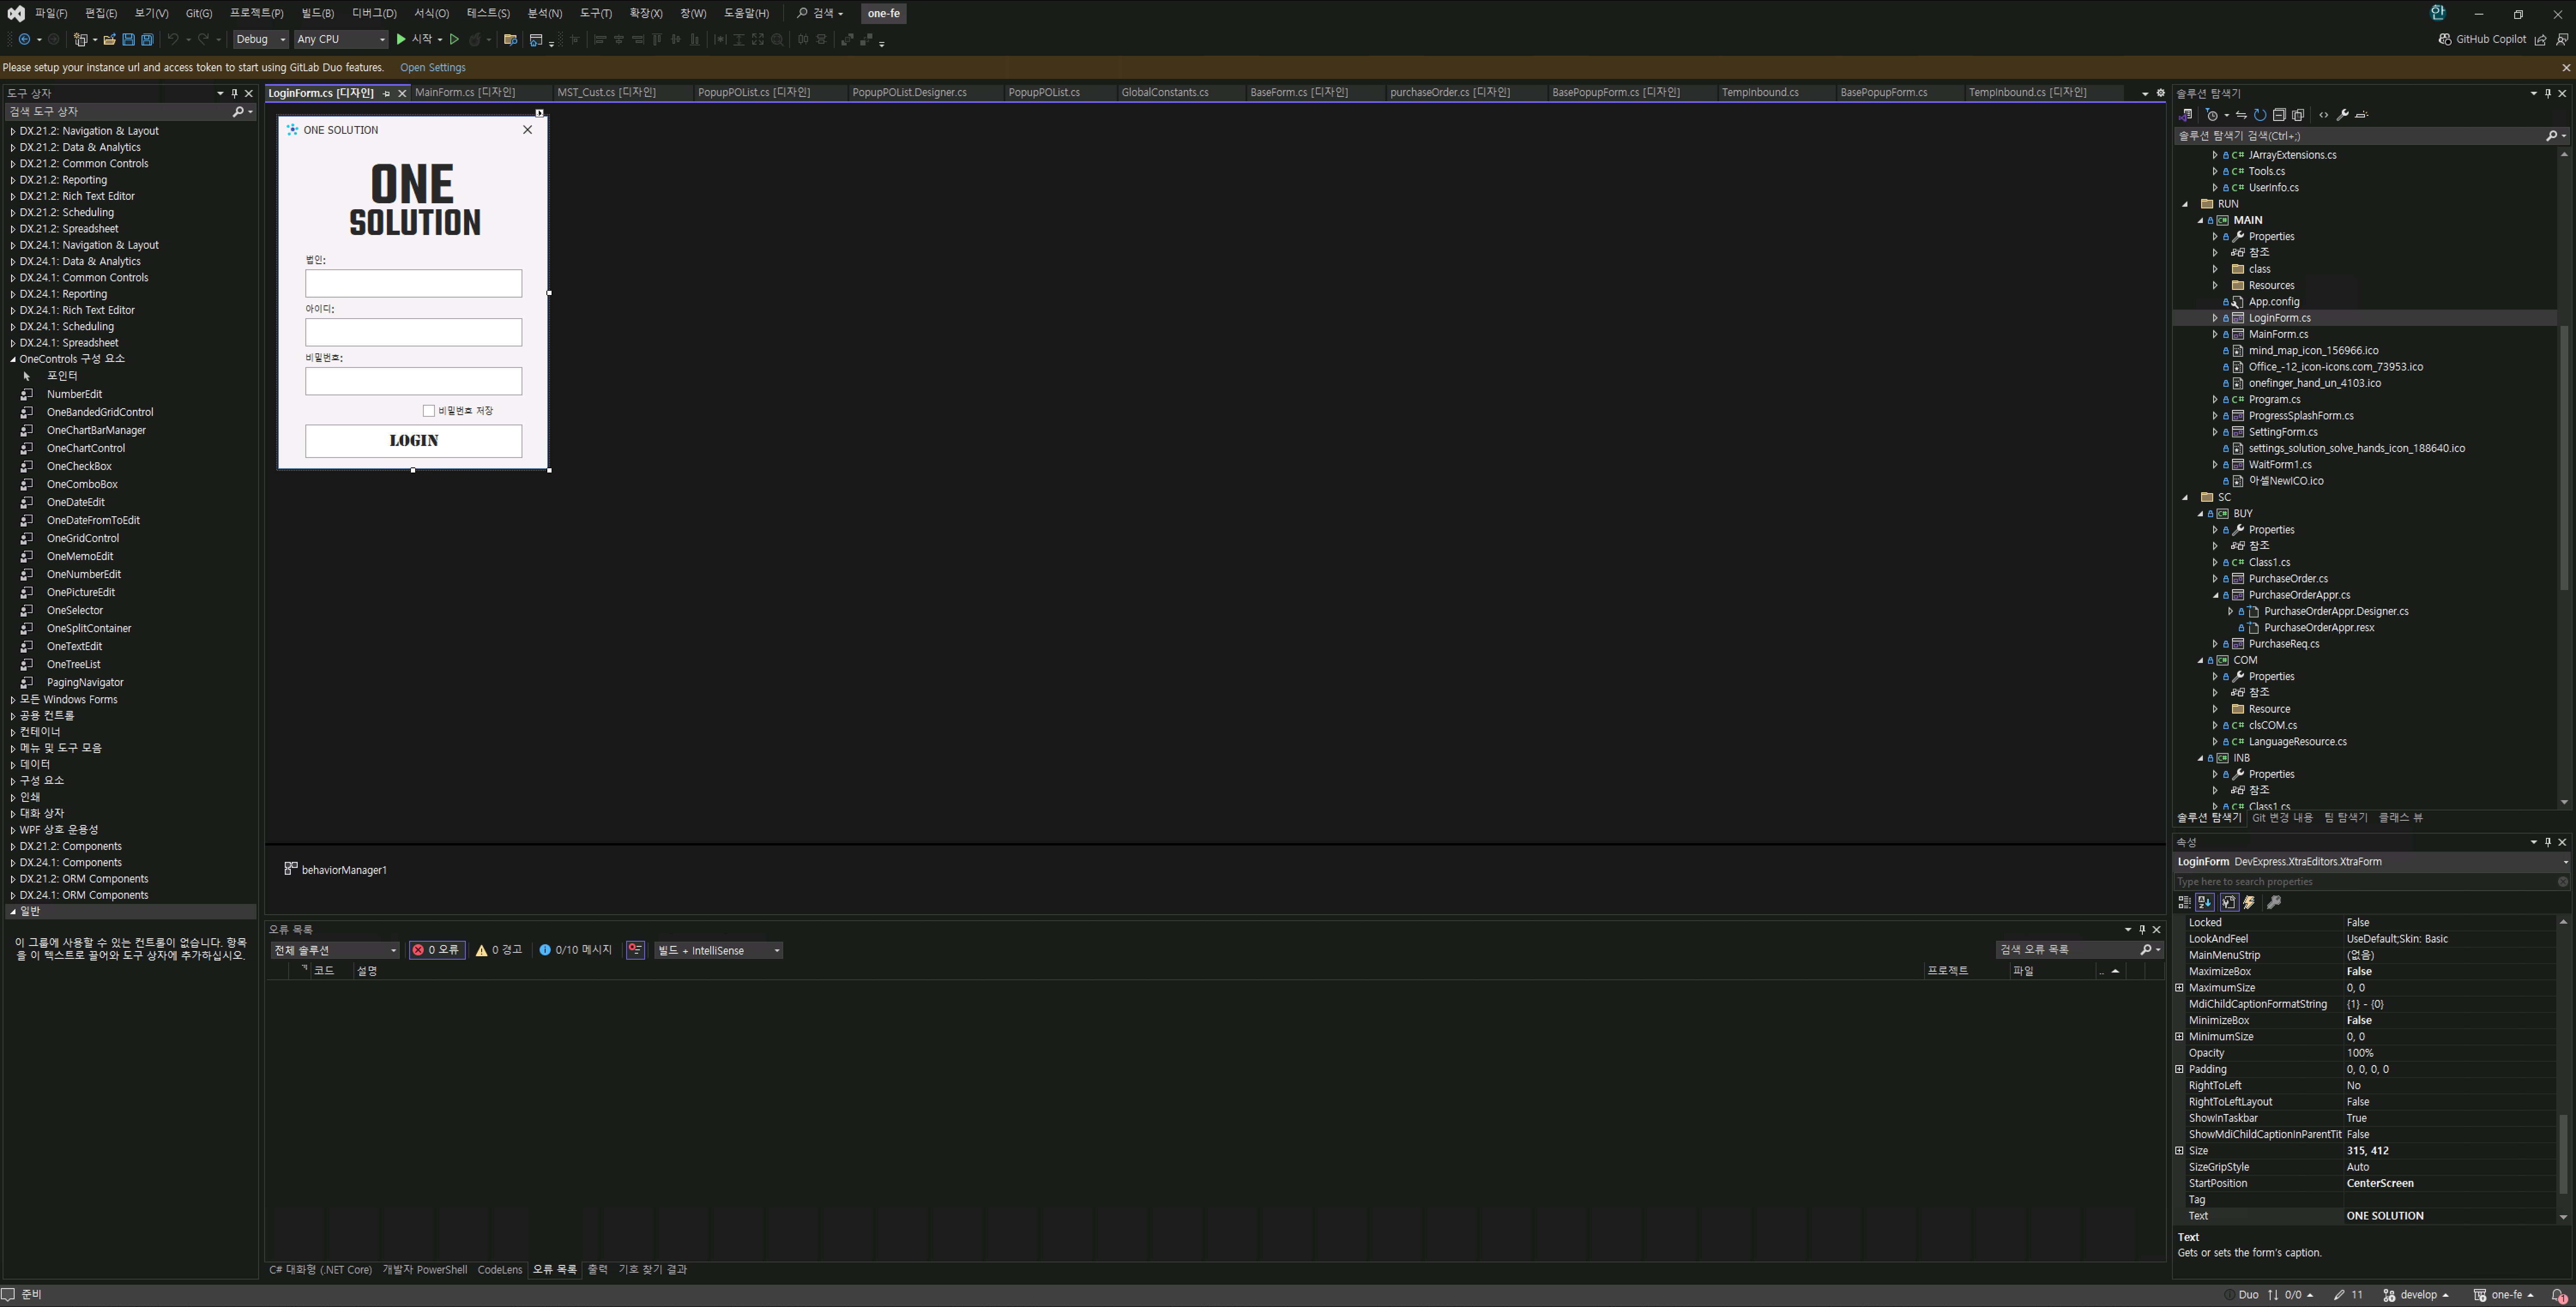 파일(F) 편집(E) 보기(V) Git(G) 프로젝트(P) 빌드(B) 디버그(D) 서식(O) 테스트(S) 분석(N) 도구(T) 확장(X) 창(W) 도움말(H) 검색 one-fe 안
Debug Any CPU 시작 GitHub Copilot
Please setup your instance url and access token to start using GitLab Duo features. Open Settings
도구 상자
검색 도구 상자
DX.21.2: Navigation & Layout
DX.21.2: Data & Analytics
DX.21.2: Common Controls
DX.21.2: Reporting
DX.21.2: Rich Text Editor
DX.21.2: Scheduling
DX.21.2: Spreadsheet
DX.24.1: Navigation & Layout
DX.24.1: Data & Analytics
DX.24.1: Common Controls
DX.24.1: Reporting
DX.24.1: Rich Text Editor
DX.24.1: Scheduling
DX.24.1: Spreadsheet
OneControls 구성 요소
포인터
NumberEdit
OneBandedGridControl
OneChartBarManager
OneChartControl
OneCheckBox
OneComboBox
OneDateEdit
OneDateFromToEdit
OneGridControl
OneMemoEdit
OneNumberEdit
OnePictureEdit
OneSelector
OneSplitContainer
OneTextEdit
OneTreeList
PagingNavigator
모든 Windows Forms
공용 컨트롤
컨테이너
메뉴 및 도구 모음
데이터
구성 요소
인쇄
대화 상자
WPF 상호 운용성
DX.21.2: Components
DX.24.1: Components
DX.21.2: ORM Components
DX.24.1: ORM Components
일반
이 그룹에 사용할 수 있는 컨트롤이 없습니다. 항목
을 이 텍스트로 끌어와 도구 상자에 추가하십시오.
LoginForm.cs [디자인] MainForm.cs [디자인] MST_Cust.cs [디자인] PopupPOList.cs [디자인] PopupPOList.Designer.cs PopupPOList.cs GlobalConstants.cs BaseForm.cs [디자인] purchaseOrder.cs [디자인] BasePopupForm.cs [디자인] TempInbound.cs BasePopupForm.cs TempInbound.cs [디자인]
ONE SOLUTION
ONE
SOLUTION
법인:
아이디:
비밀번호:
비밀번호 저장
LOGIN
behaviorManager1
오류 목록
전체 솔루션 0 오류 0 경고 0/10 메시지 빌드 + IntelliSense 검색 오류 목록
코드 설명 프로젝트 파일 ..
C# 대화형 (.NET Core) 개발자 PowerShell CodeLens 오류 목록 출력 기호 찾기 결과
솔루션 탐색기
솔루션 탐색기 검색(Ctrl+;)
JArrayExtensions.cs
Tools.cs
UserInfo.cs
RUN
MAIN
Properties
참조
class
Resources
App.config
LoginForm.cs
MainForm.cs
mind_map_icon_156966.ico
Office_-12_icon-icons.com_73953.ico
onefinger_hand_un_4103.ico
Program.cs
ProgressSplashForm.cs
SettingForm.cs
settings_solution_solve_hands_icon_188640.ico
WaitForm1.cs
아셀NewICO.ico
SC
BUY
Properties
참조
Class1.cs
PurchaseOrder.cs
PurchaseOrderAppr.cs
PurchaseOrderAppr.Designer.cs
PurchaseOrderAppr.resx
PurchaseReq.cs
COM
Properties
참조
Resource
clsCOM.cs
LanguageResource.cs
INB
Properties
참조
Class1.cs
솔루션 탐색기 Git 변경 내용 팀 탐색기 클래스 뷰
속성
LoginForm DevExpress.XtraEditors.XtraForm
Type here to search properties
Locked False
LookAndFeel UseDefault;Skin: Basic
MainMenuStrip (없음)
MaximizeBox False
MaximumSize 0, 0
MdiChildCaptionFormatString {1} - {0}
MinimizeBox False
MinimumSize 0, 0
Opacity 100%
Padding 0, 0, 0, 0
RightToLeft No
RightToLeftLayout False
ShowInTaskbar True
ShowMdiChildCaptionInParentTit False
Size 315, 412
SizeGripStyle Auto
StartPosition CenterScreen
Tag
Text ONE SOLUTION
Text
Gets or sets the form's caption.
준비 Duo 0/0 11 develop one-fe 1